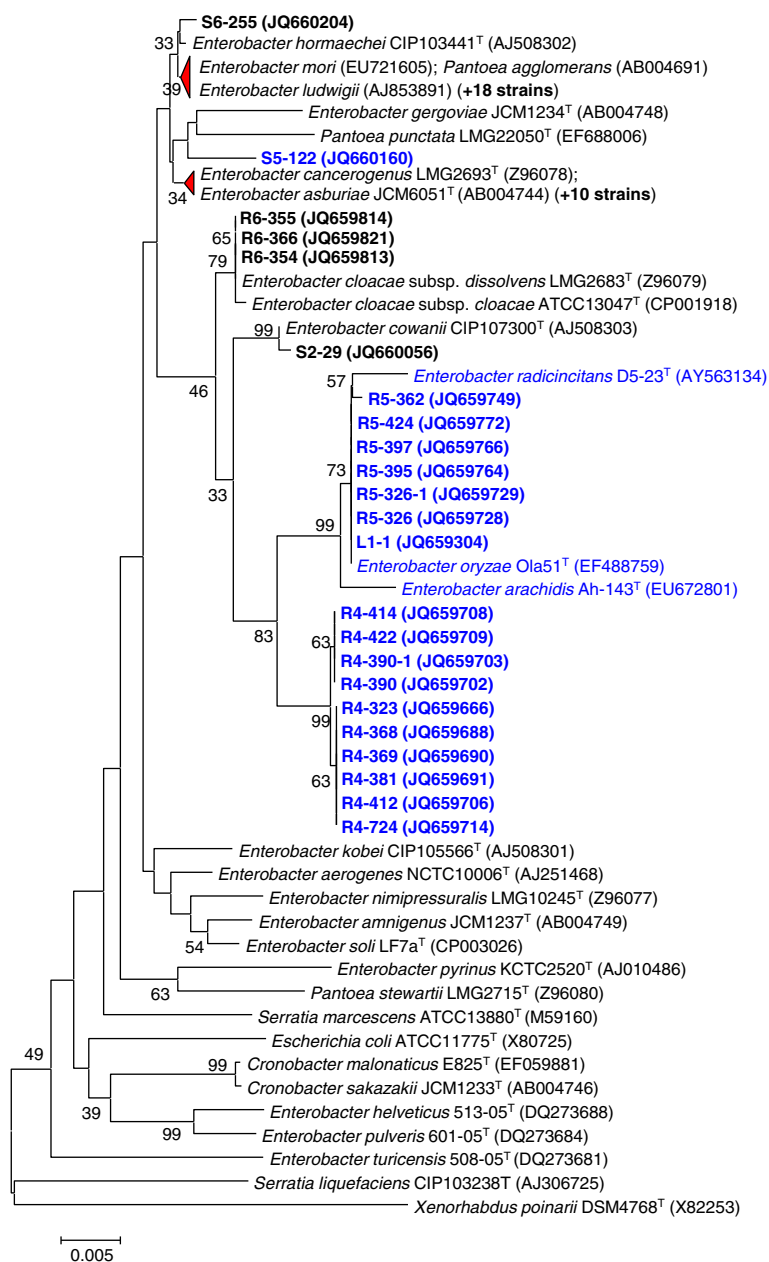 S6-255 (JQ660204)
33
Enterobacter hormaechei CIP103441T (AJ508302)
Enterobacter mori (EU721605); Pantoea agglomerans (AB004691)
39
Enterobacter ludwigii (AJ853891) (+18 strains)
Enterobacter gergoviae JCM1234T (AB004748)
Pantoea punctata LMG22050T (EF688006)
S5-122 (JQ660160)
Enterobacter cancerogenus LMG2693T (Z96078);
34
Enterobacter asburiae JCM6051T (AB004744) (+10 strains)
R6-355 (JQ659814)
65
R6-366 (JQ659821)
79
R6-354 (JQ659813)
Enterobacter cloacae subsp. dissolvens LMG2683T (Z96079)
Enterobacter cloacae subsp. cloacae ATCC13047T (CP001918)
99
Enterobacter cowanii CIP107300T (AJ508303)
S2-29 (JQ660056)
46
57
Enterobacter radicincitans D5-23T (AY563134)
R5-362 (JQ659749)
R5-424 (JQ659772)
R5-397 (JQ659766)
73
R5-395 (JQ659764)
33
R5-326-1 (JQ659729)
R5-326 (JQ659728)
99
L1-1 (JQ659304)
Enterobacter oryzae Ola51T (EF488759)
Enterobacter arachidis Ah-143T (EU672801)
R4-414 (JQ659708)
83
63
R4-422 (JQ659709)
R4-390-1 (JQ659703)
R4-390 (JQ659702)
R4-323 (JQ659666)
99
R4-368 (JQ659688)
R4-369 (JQ659690)
63
R4-381 (JQ659691)
R4-412 (JQ659706)
R4-724 (JQ659714)
Enterobacter kobei CIP105566T (AJ508301)
Enterobacter aerogenes NCTC10006T (AJ251468)
Enterobacter nimipressuralis LMG10245T (Z96077)
Enterobacter amnigenus JCM1237T (AB004749)
54
Enterobacter soli LF7aT (CP003026)
Enterobacter pyrinus KCTC2520T (AJ010486)
63
Pantoea stewartii LMG2715T (Z96080)
Serratia marcescens ATCC13880T (M59160)
Escherichia coli ATCC11775T (X80725)
49
99
Cronobacter malonaticus E825T (EF059881)
Cronobacter sakazakii JCM1233T (AB004746)
39
Enterobacter helveticus 513-05T (DQ273688)
99
Enterobacter pulveris 601-05T (DQ273684)
Enterobacter turicensis 508-05T (DQ273681)
Serratia liquefaciens CIP103238T (AJ306725)
Xenorhabdus poinarii DSM4768T (X82253)
0.005